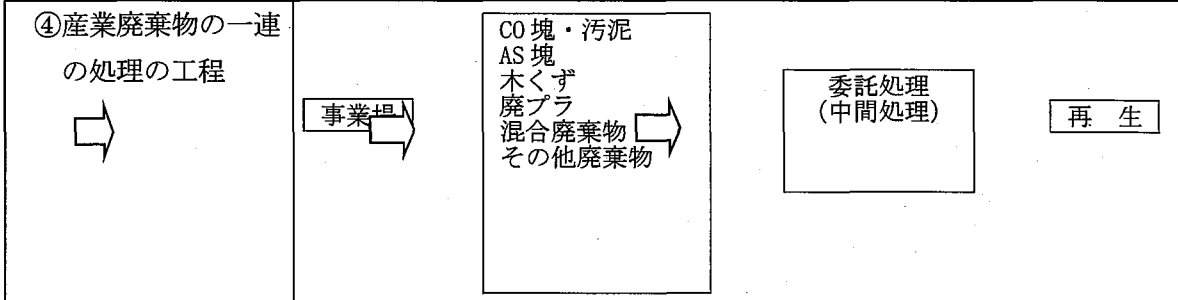 ④産業廃棄物の一連
の処理の工程
事業場
CO塊・汚泥
AS塊
木くず
廃プラ
混合廃棄物
その他廃棄物
委託処理
(中間処理)
再 生